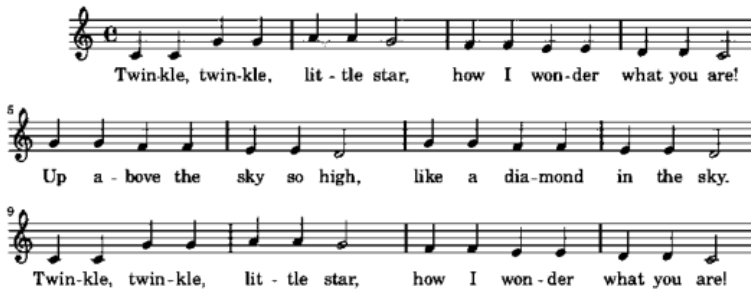 Twin-kle, twin-kle, lit - tle star, how I won-der what you are!
5
Up a - bove the sky so high, like a dia-mond in the sky.
9
Twin-kle, twin-kle, lit - tle star, how I won - der what you are!